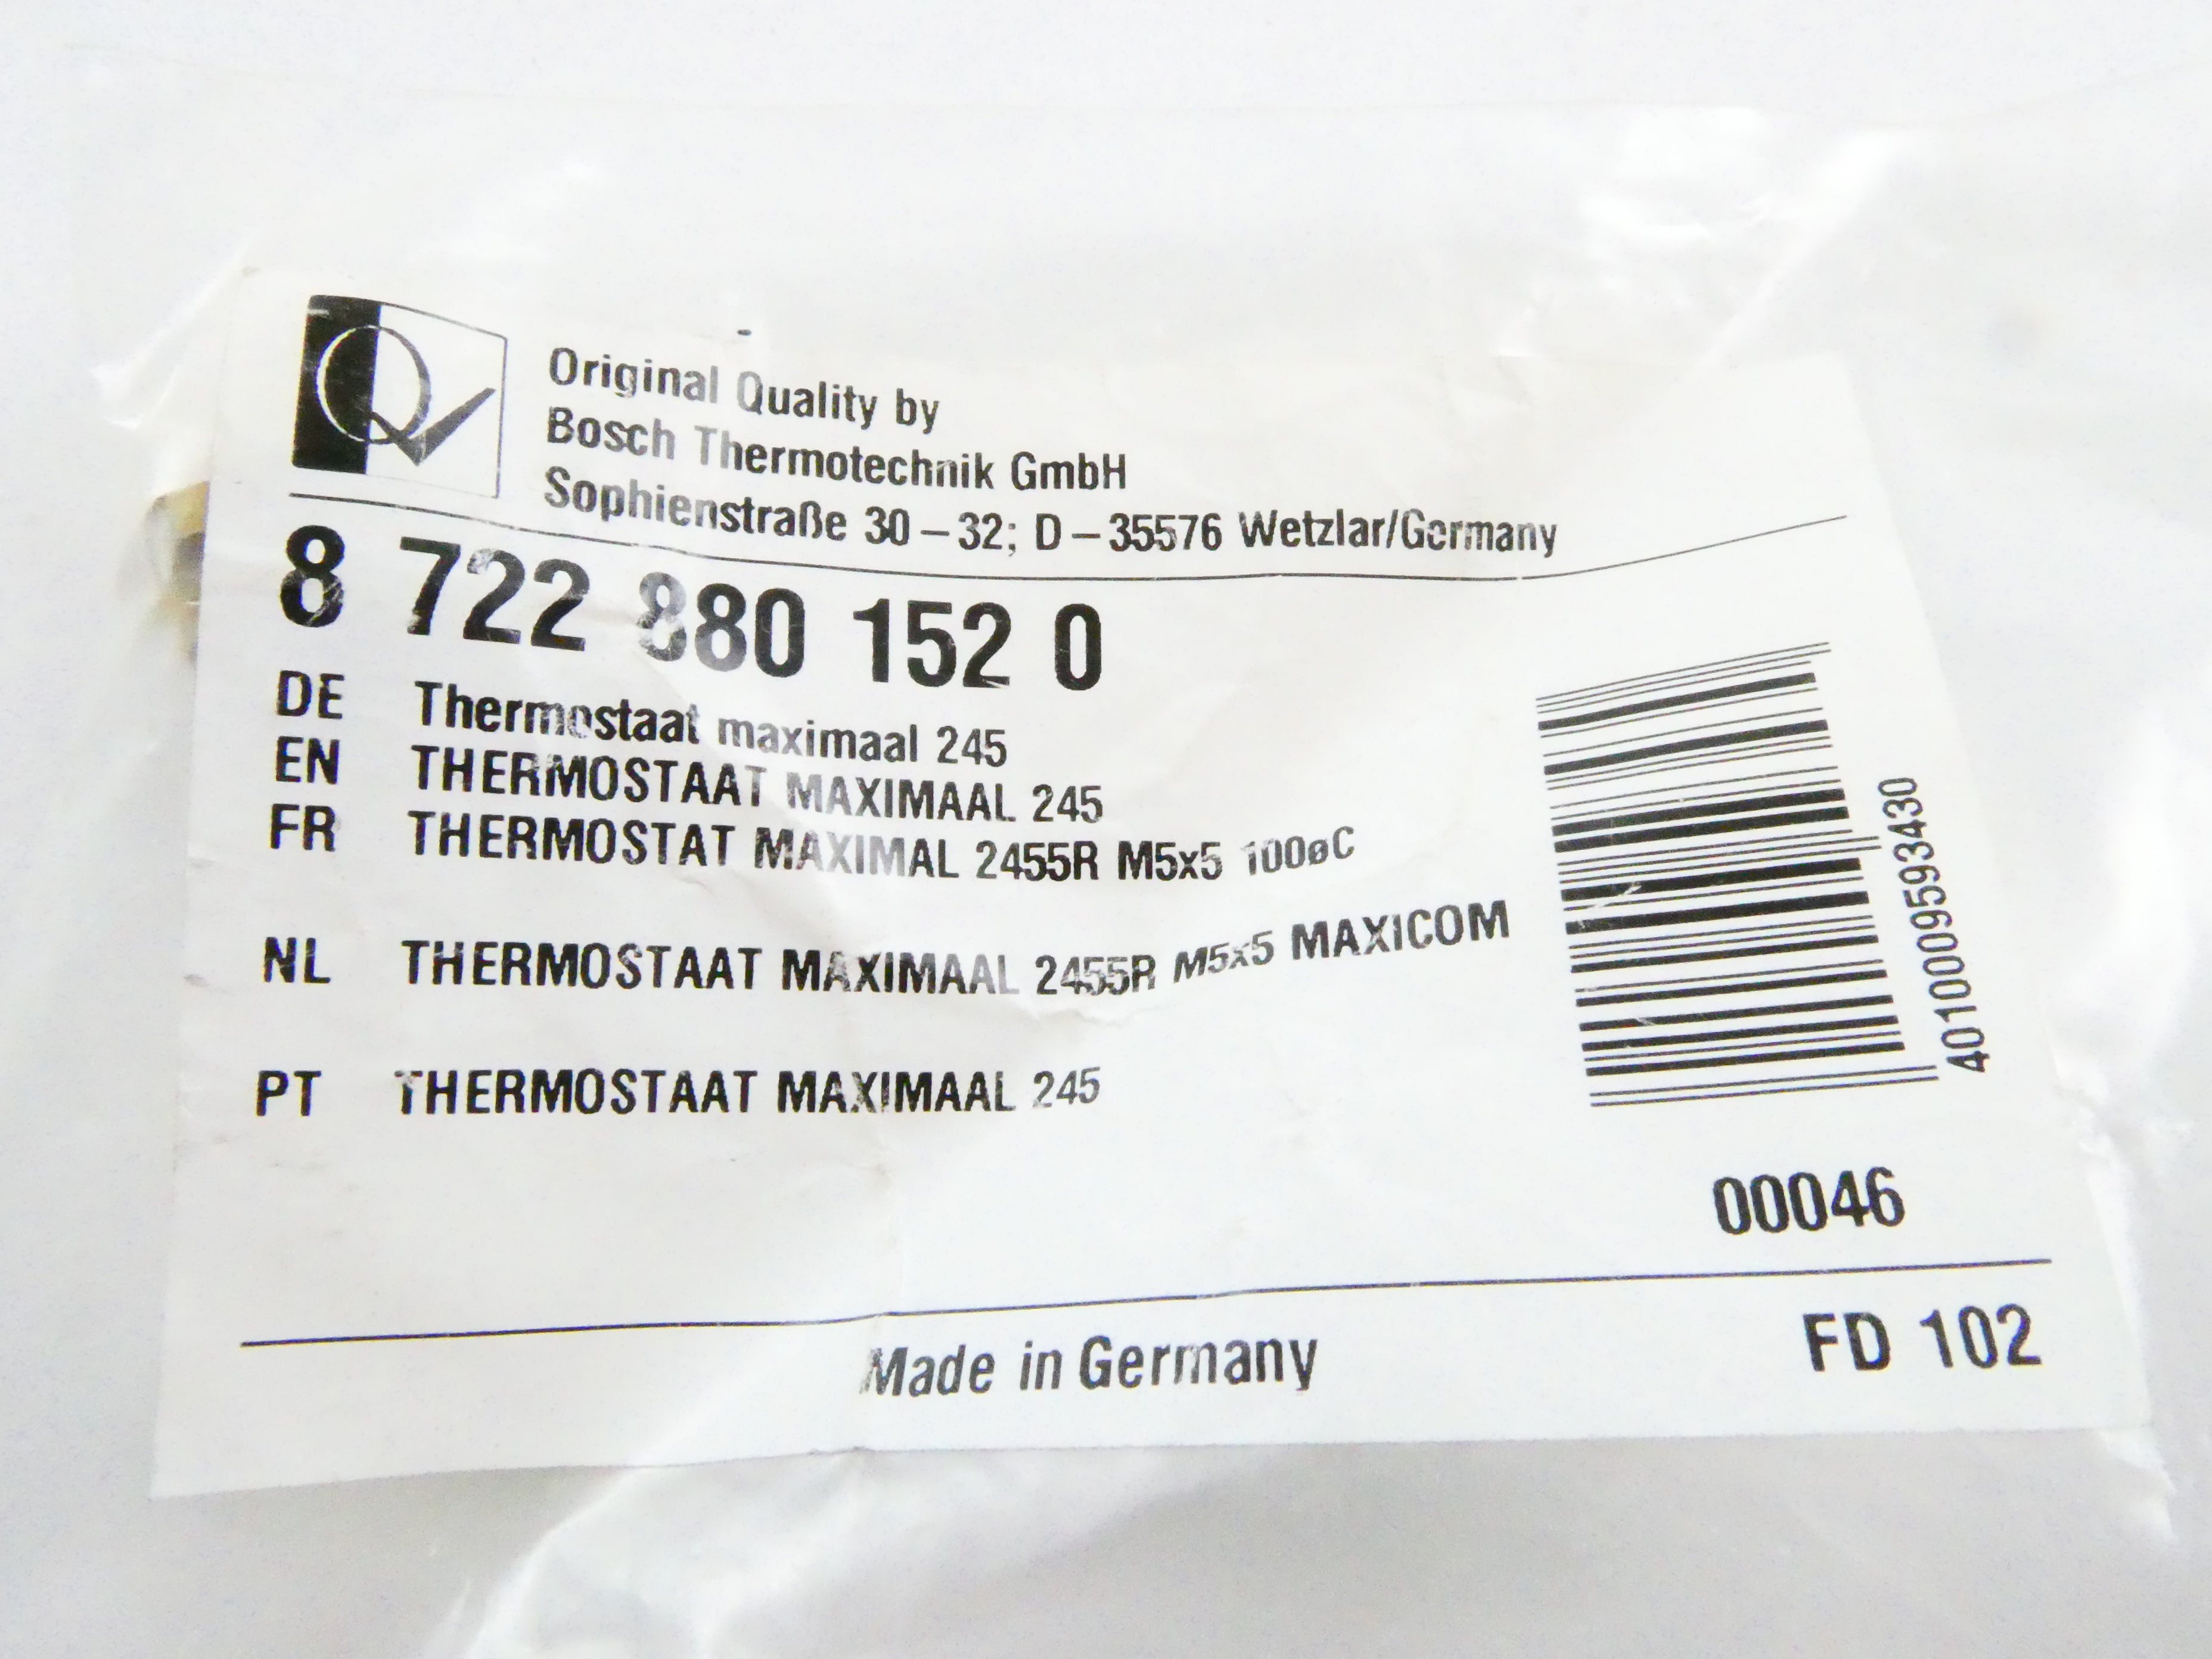 Original Quality by
Bosch Thermotechnik GmbH
Sophienstraße 30 – 32; D – 35576 Wetzlar/Germany
8 722 880 152 0
DE Thermostaat maximaal 245
EN THERMOSTAAT MAXIMAAL 245
FR THERMOSTAT MAXIMAL 2455R M5x5 100øC
NL THERMOSTAAT MAXIMAAL 2455R M5x5 MAXICOM
PT THERMOSTAAT MAXIMAAL 245
4010009593430
00046
Made in Germany
FD 102